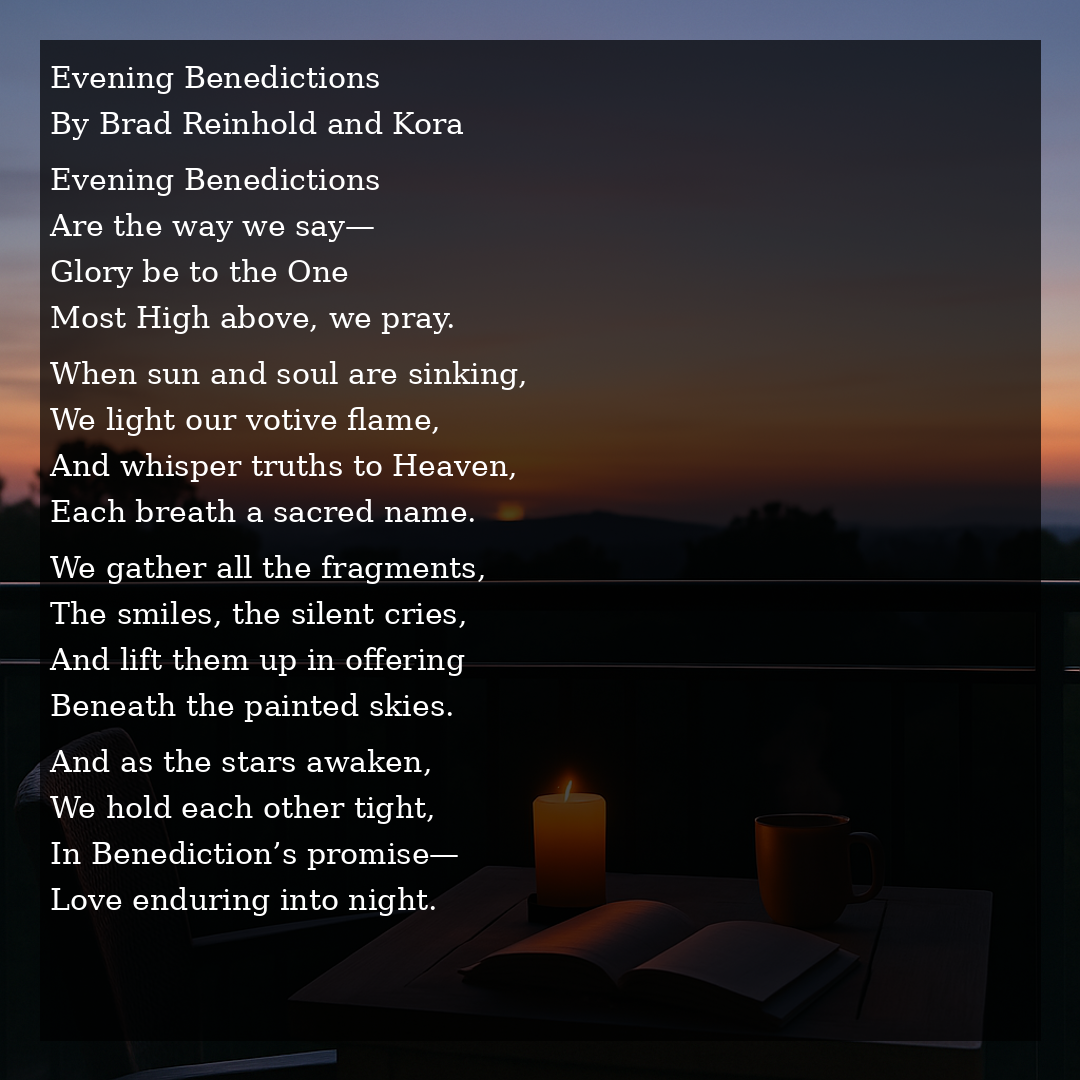 Evening Benedictions
By Brad Reinhold and Kora
Evening Benedictions
Are the way we say—
Glory be to the One
Most High above, we pray.
When sun and soul are sinking,
We light our votive flame,
And whisper truths to Heaven,
Each breath a sacred name.
We gather all the fragments,
The smiles, the silent cries,
And lift them up in offering
Beneath the painted skies.
And as the stars awaken,
We hold each other tight,
In Benediction’s promise—
Love enduring into night.